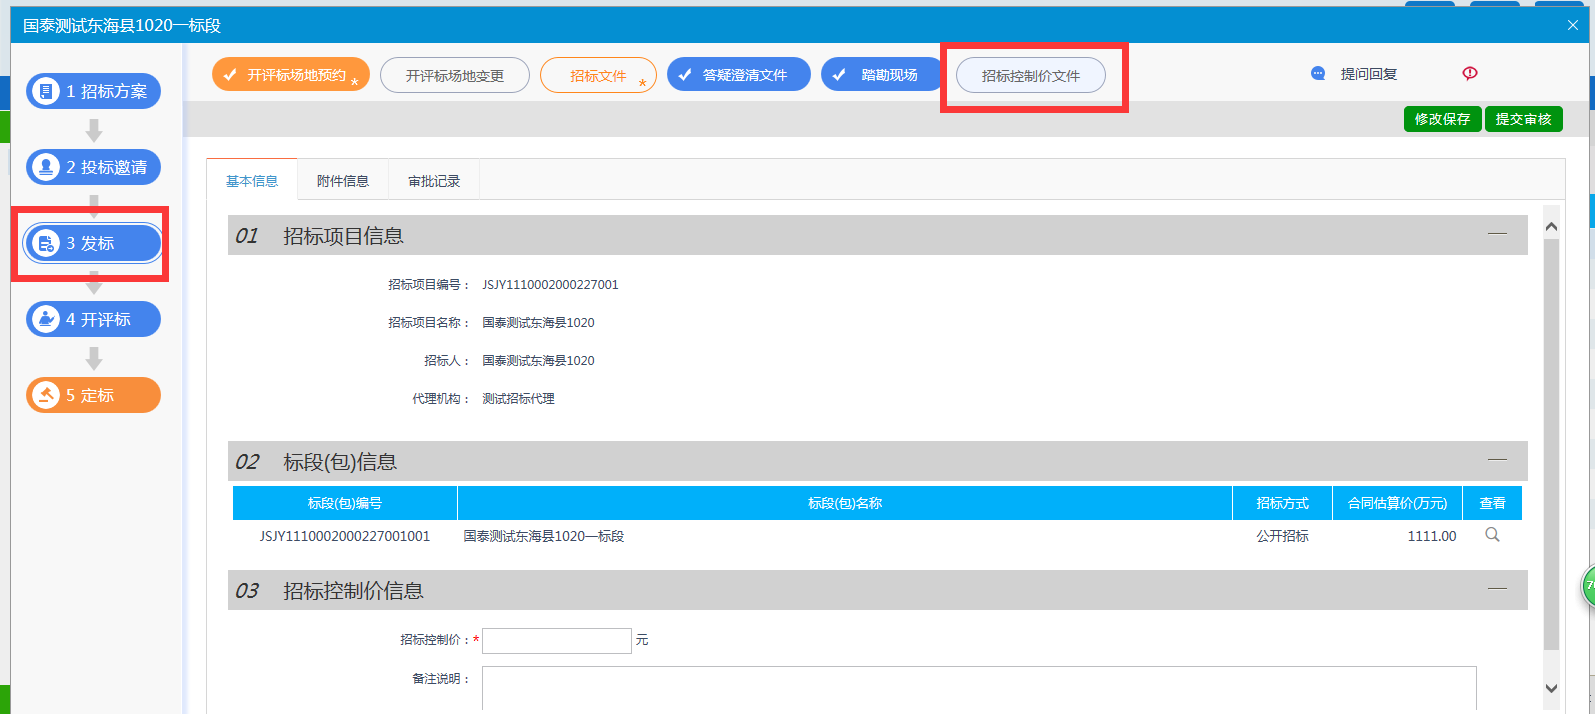 国泰测试东海县1020一标段
开评标场地预约 *
开评标场地变更
招标文件 *
答疑澄清文件
踏勘现场
招标控制价文件
提问回复
修改保存
提交审核
1 招标方案
2 投标邀请
3 发标
4 开评标
5 定标
基本信息
附件信息
审批记录
01 招标项目信息
招标项目编号： JSJY1110002000227001
招标项目名称： 国泰测试东海县1020
招标人： 国泰测试东海县1020
代理机构： 测试招标代理
02 标段(包)信息
标段(包)编号 标段(包)名称 招标方式 合同估算价(万元) 查看
JSJY1110002000227001001 国泰测试东海县1020一标段 公开招标 1111.00
03 招标控制价信息
招标控制价：* 元
备注说明：